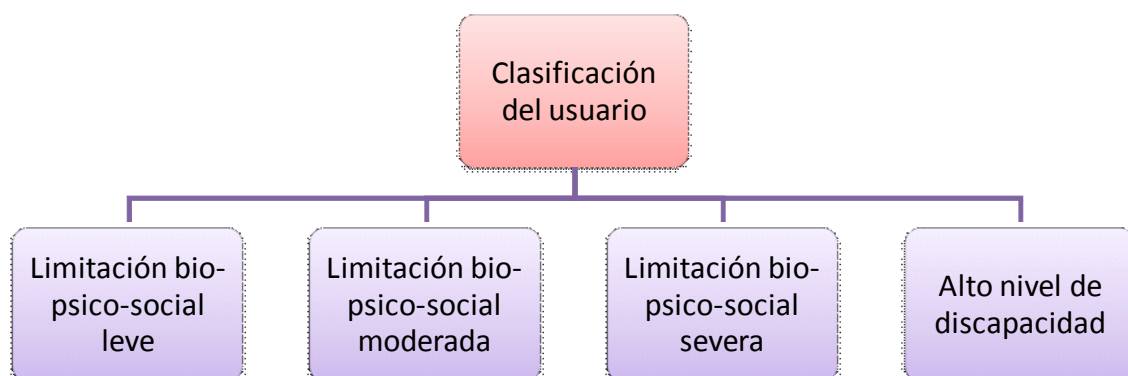 Clasificación
del usuario
Limitación bio-
psico-social
leve
Limitación bio-
psico-social
moderada
Limitación bio-
psico-social
severa
Alto nivel de
discapacidad